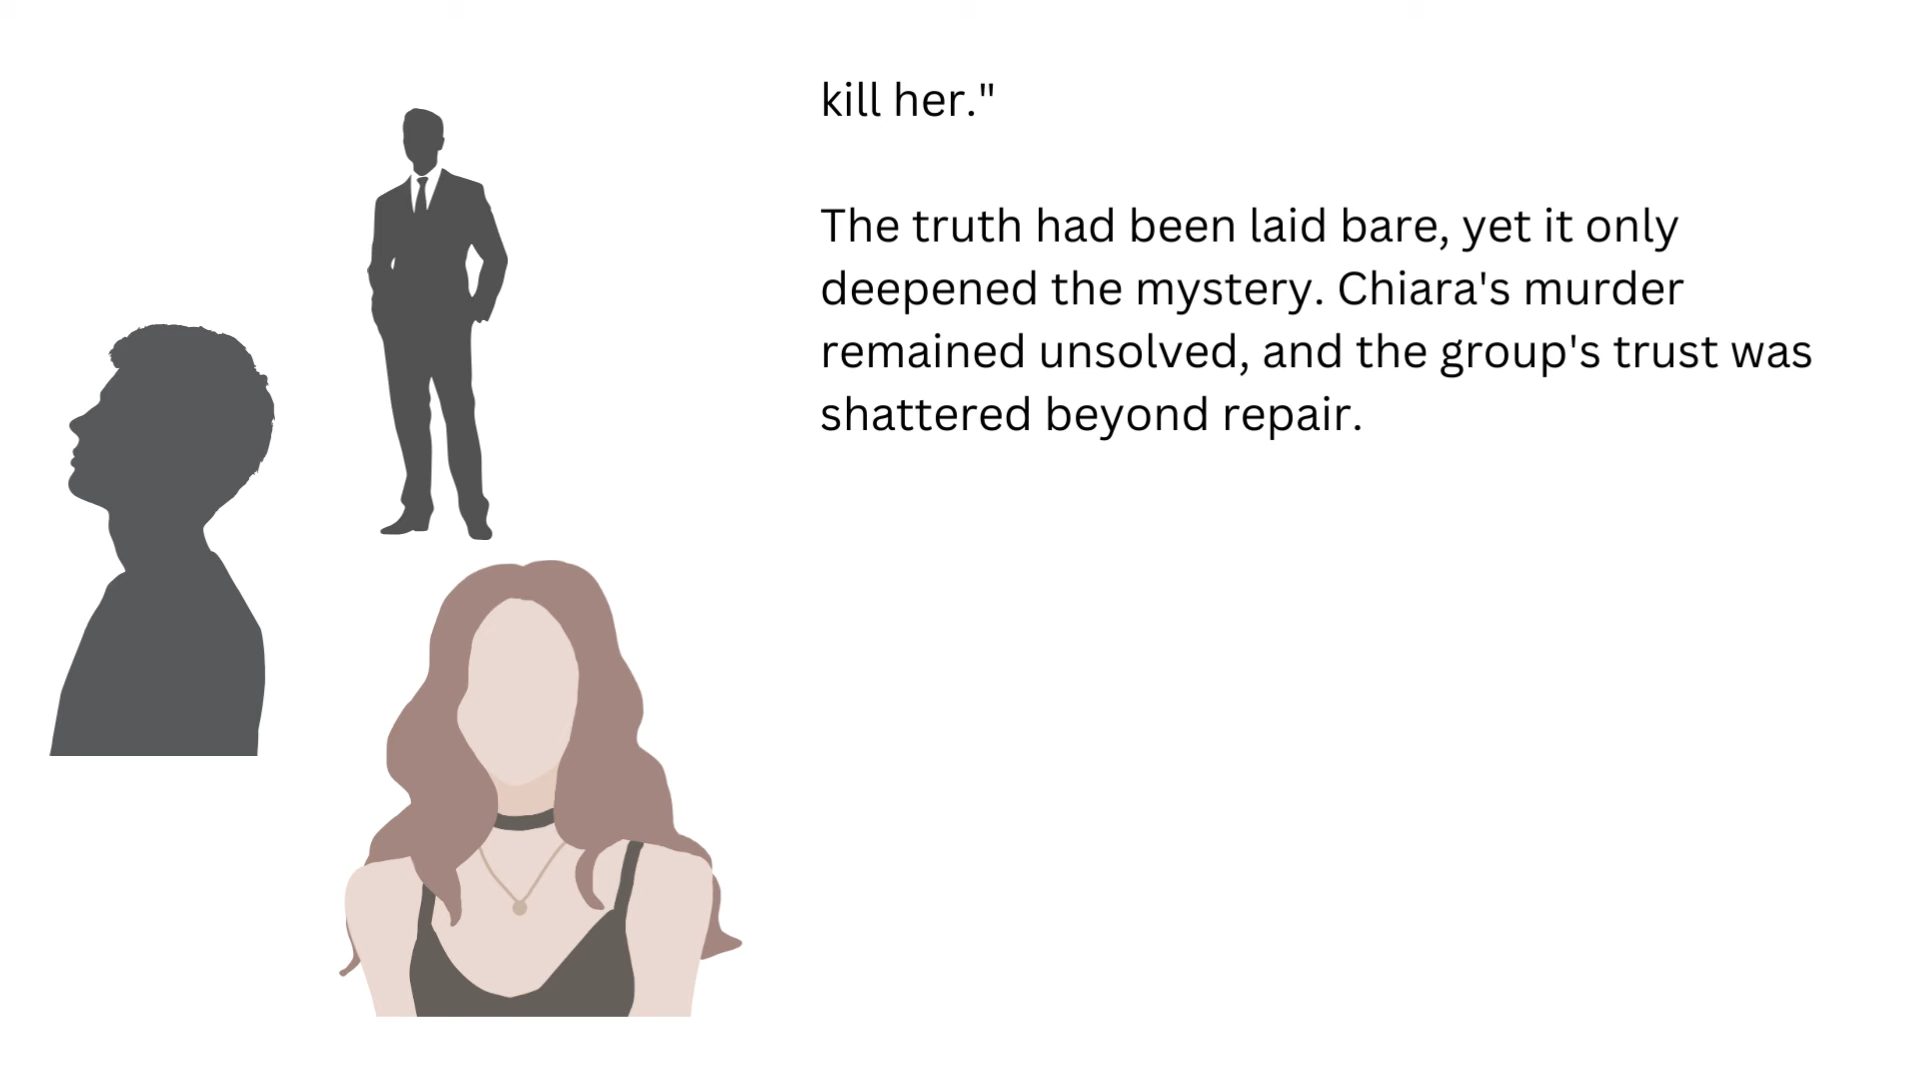 kill her."
The truth had been laid bare, yet it only
deepened the mystery. Chiara's murder
remained unsolved, and the group's trust was
shattered beyond repair.